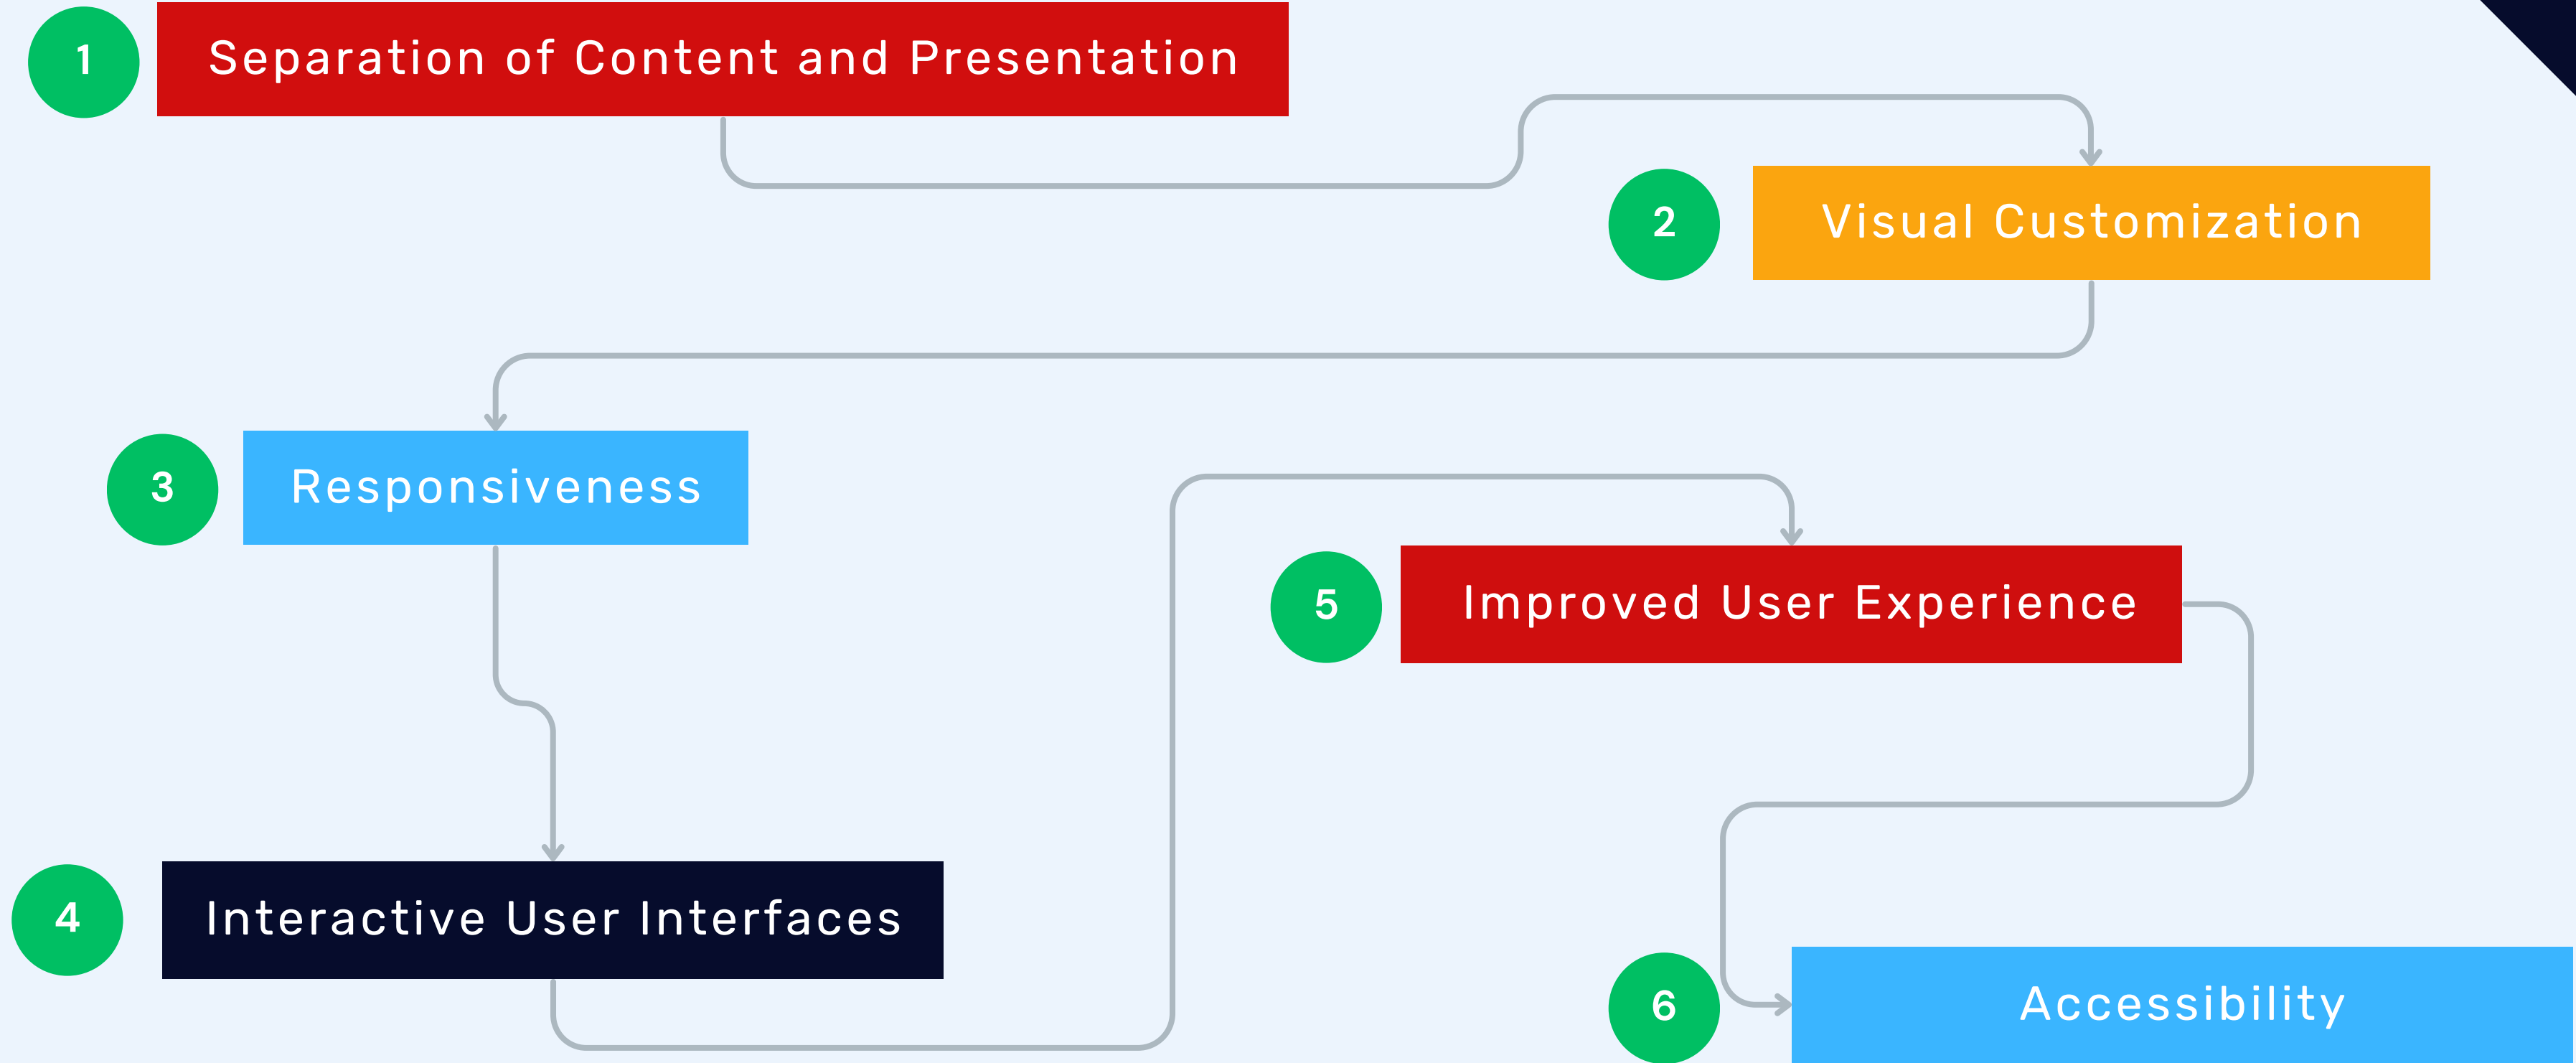 1
Separation of Content and Presentation
2
Visual Customization
3
Responsiveness
4
Interactive User Interfaces
5
Improved User Experience
6
Accessibility